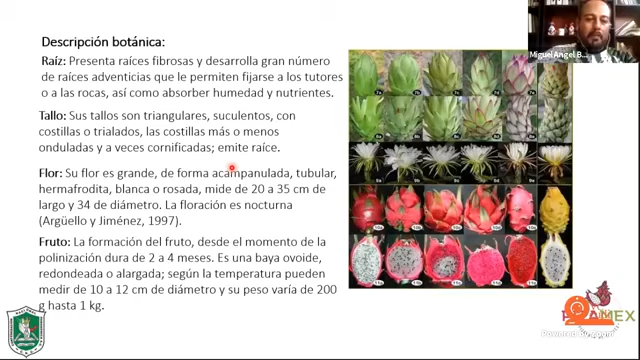 Descripción botánica:
Raíz: Presenta raíces fibrosas y desarrolla gran número
de raíces adventicias que le permiten fijarse a los tutores
o a las rocas, así como absorber humedad y nutrientes.
Tallo: Sus tallos son triangulares, suculentos, con
costillas o trialados, las costillas más o menos
onduladas y a veces cornificadas; emite raíce.
Flor: Su flor es grande, de forma acampanulada, tubular,
hermafrodita, blanca o rosada, mide de 20 a 35 cm de
largo y 34 de diámetro. La floración es nocturna
(Argüello y Jiménez, 1997).
Fruto: La formación del fruto, desde el momento de la
polinización dura de 2 a 4 meses. Es una baya ovoide,
redondeada o alargada; según la temperatura pueden
medir de 10 a 12 cm de diámetro y su peso varía de 200
g hasta 1 kg.
Miguel Angel B...
Powered by Zoom